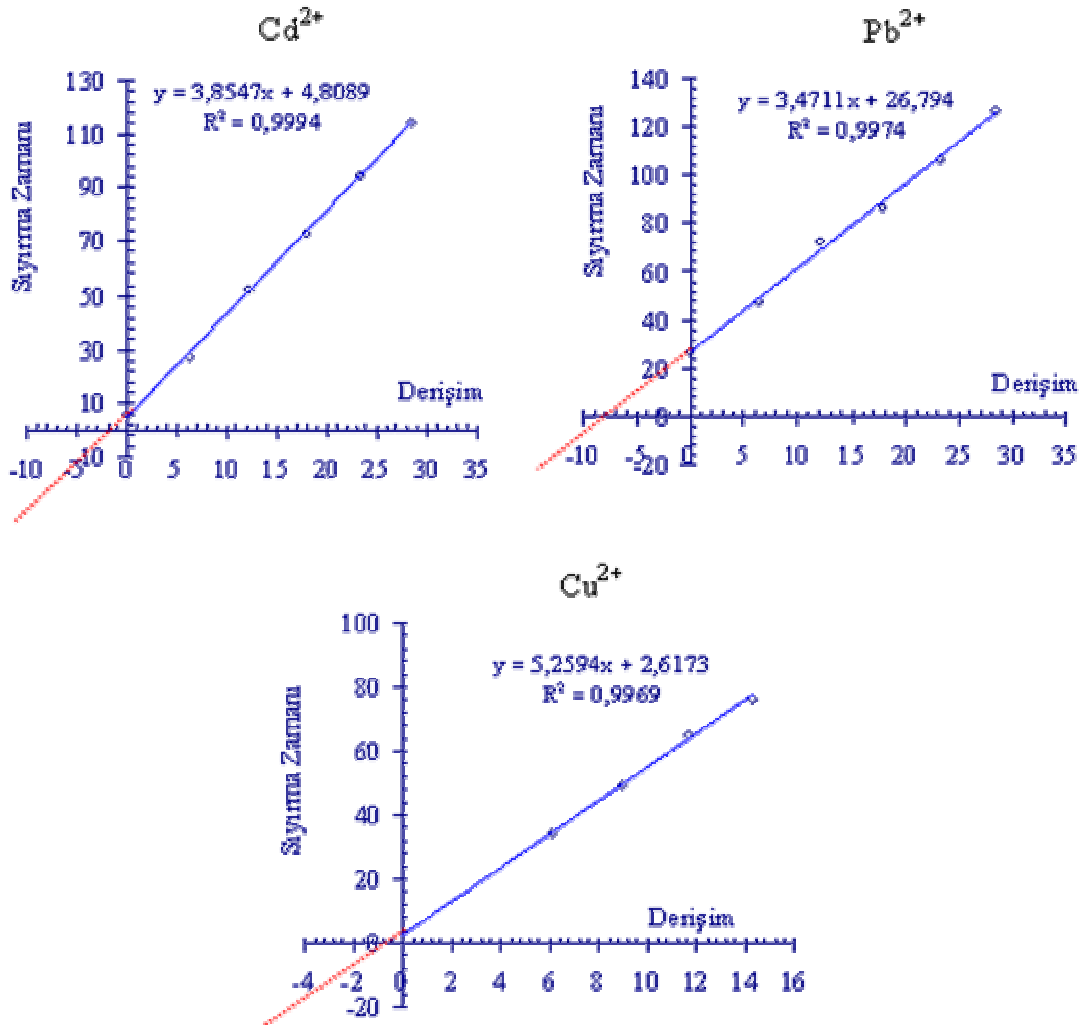 Cd2+
y = 3,8547x + 4,8089
R² = 0,9994
Sıyırma Zamanı
130
110
90
70
50
30
10
-10
Derişim
-10 -5 0 5 10 15 20 25 30 35
Pb2+
y = 3,4711x + 26,794
R² = 0,9974
Sıyırma Zamanı
140
120
100
80
60
40
20
0
-20
Derişim
-10 -5 0 5 10 15 20 25 30 35
Cu2+
y = 5,2594x + 2,6173
R² = 0,9969
Sıyırma Zamanı
100
80
60
40
20
0
-20
Derişim
-4 -2 0 2 4 6 8 10 12 14 16